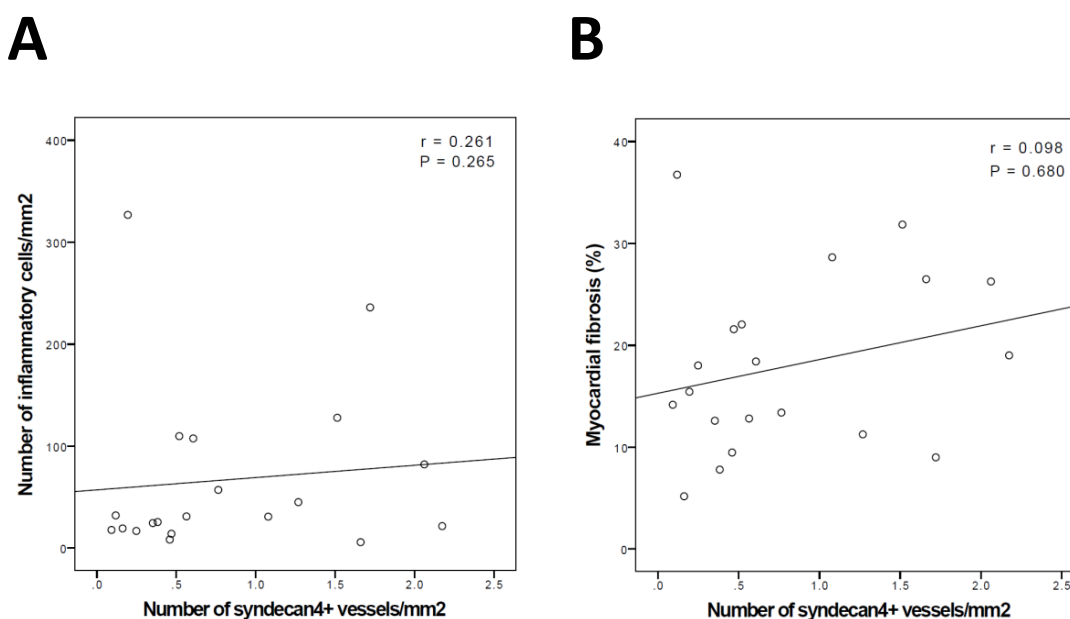 A
B
r = 0.261
P = 0.265
400
300
200
100
0
Number of inflammatory cells/mm2
.0 .5 1.0 1.5 2.0 2.5
Number of syndecan4+ vessels/mm2
r = 0.098
P = 0.680
40
30
20
10
0
Myocardial fibrosis (%)
.0 .5 1.0 1.5 2.0 2.5
Number of syndecan4+ vessels/mm2